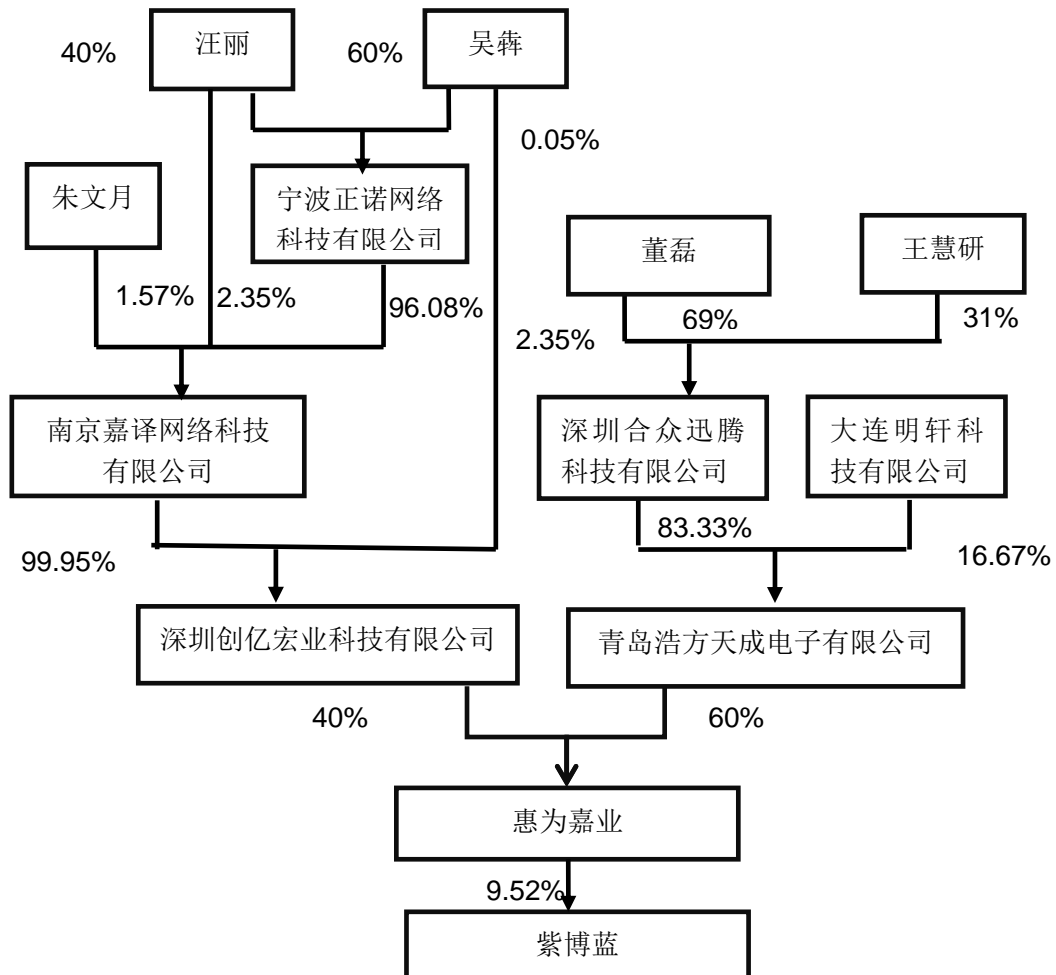 40%
汪丽
60%
吴犇
0.05%
朱文月
宁波正诺网络
科技有限公司
董磊
王慧研
1.57%
2.35%
96.08%
2.35%
69%
31%
南京嘉译网络科技
有限公司
深圳合众迅腾
科技有限公司
大连明轩科
技有限公司
99.95%
83.33%
16.67%
深圳创亿宏业科技有限公司
青岛浩方天成电子有限公司
40%
60%
惠为嘉业
9.52%
紫博蓝